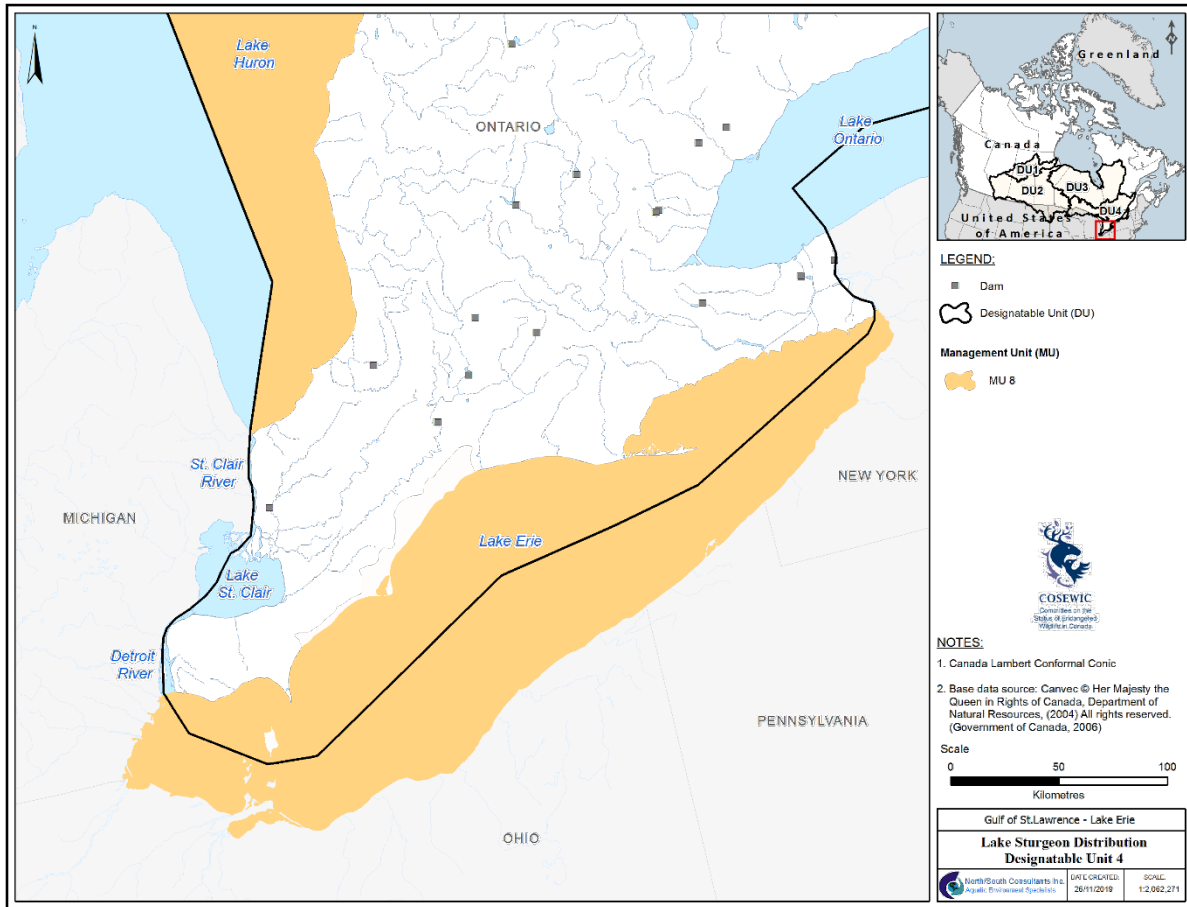 N
Lake
Huron
ONTARIO
Lake
Ontario
St. Clair
River
MICHIGAN
NEW YORK
Lake Erie
Lake
St. Clair
Detroit
River
PENNSYLVANIA
OHIO
N
Greenland
Canada
DU1
DU2
DU3
DU4
United States
of America
LEGEND:
Dam
Designatable Unit (DU)
Management Unit (MU)
MU 8
COSEWIC
Committee on the
Status of Endangered
Wildlife in Canada
NOTES:
1. Canada Lambert Conformal Conic
2. Base data source: Canvec © Her Majesty the
Queen in Rights of Canada, Department of
Natural Resources, (2004) All rights reserved.
(Government of Canada, 2006)
Scale
0 50 100
Kilometres
Gulf of St.Lawrence - Lake Erie
Lake Sturgeon Distribution
Designatable Unit 4
North/South Consultants Inc.
Aquatic Environment Specialists
DATE CREATED:
26/11/2019
SCALE:
1:2,062,271